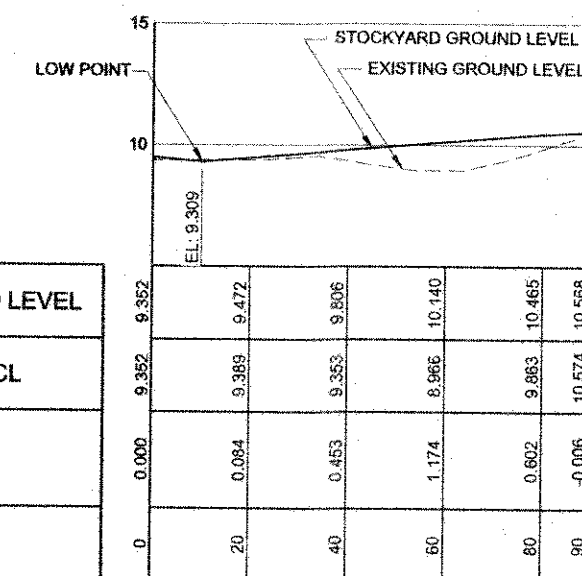 15
STOCKYARD GROUND LEVEL
LOW POINT
EXISTING GROUND LEVEL
10
EL: 9.309
LEVEL 9.352 9.472 9.806 10.140 10.465 10.568
CL 9.352 9.389 9.353 8.966 9.863 10.574
0.000 0.084 0.453 1.174 0.602 -0.006
0 20 40 60 80 90